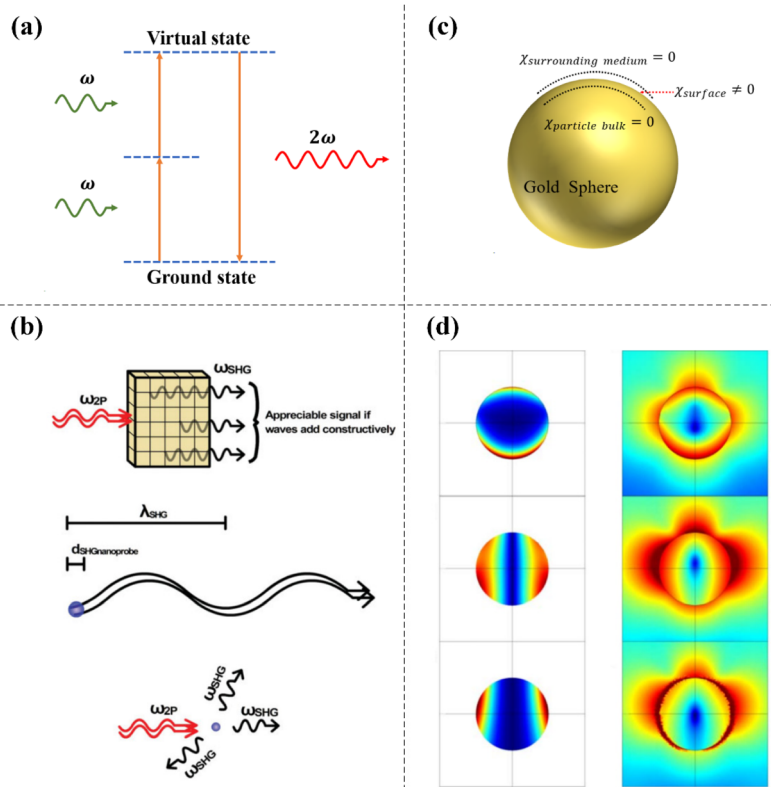 (a)
Virtual state
ω
2ω
ω
Ground state
(c)
χsurrounding medium = 0
χsurface ≠ 0
χparticle bulk = 0
Gold Sphere
(b)
ωSHG
ω2P
Appreciable signal if
waves add constructively
λSHG
dSHGnanoprobe
ωSHG
ω2P
ωSHG
ωSHG
(d)